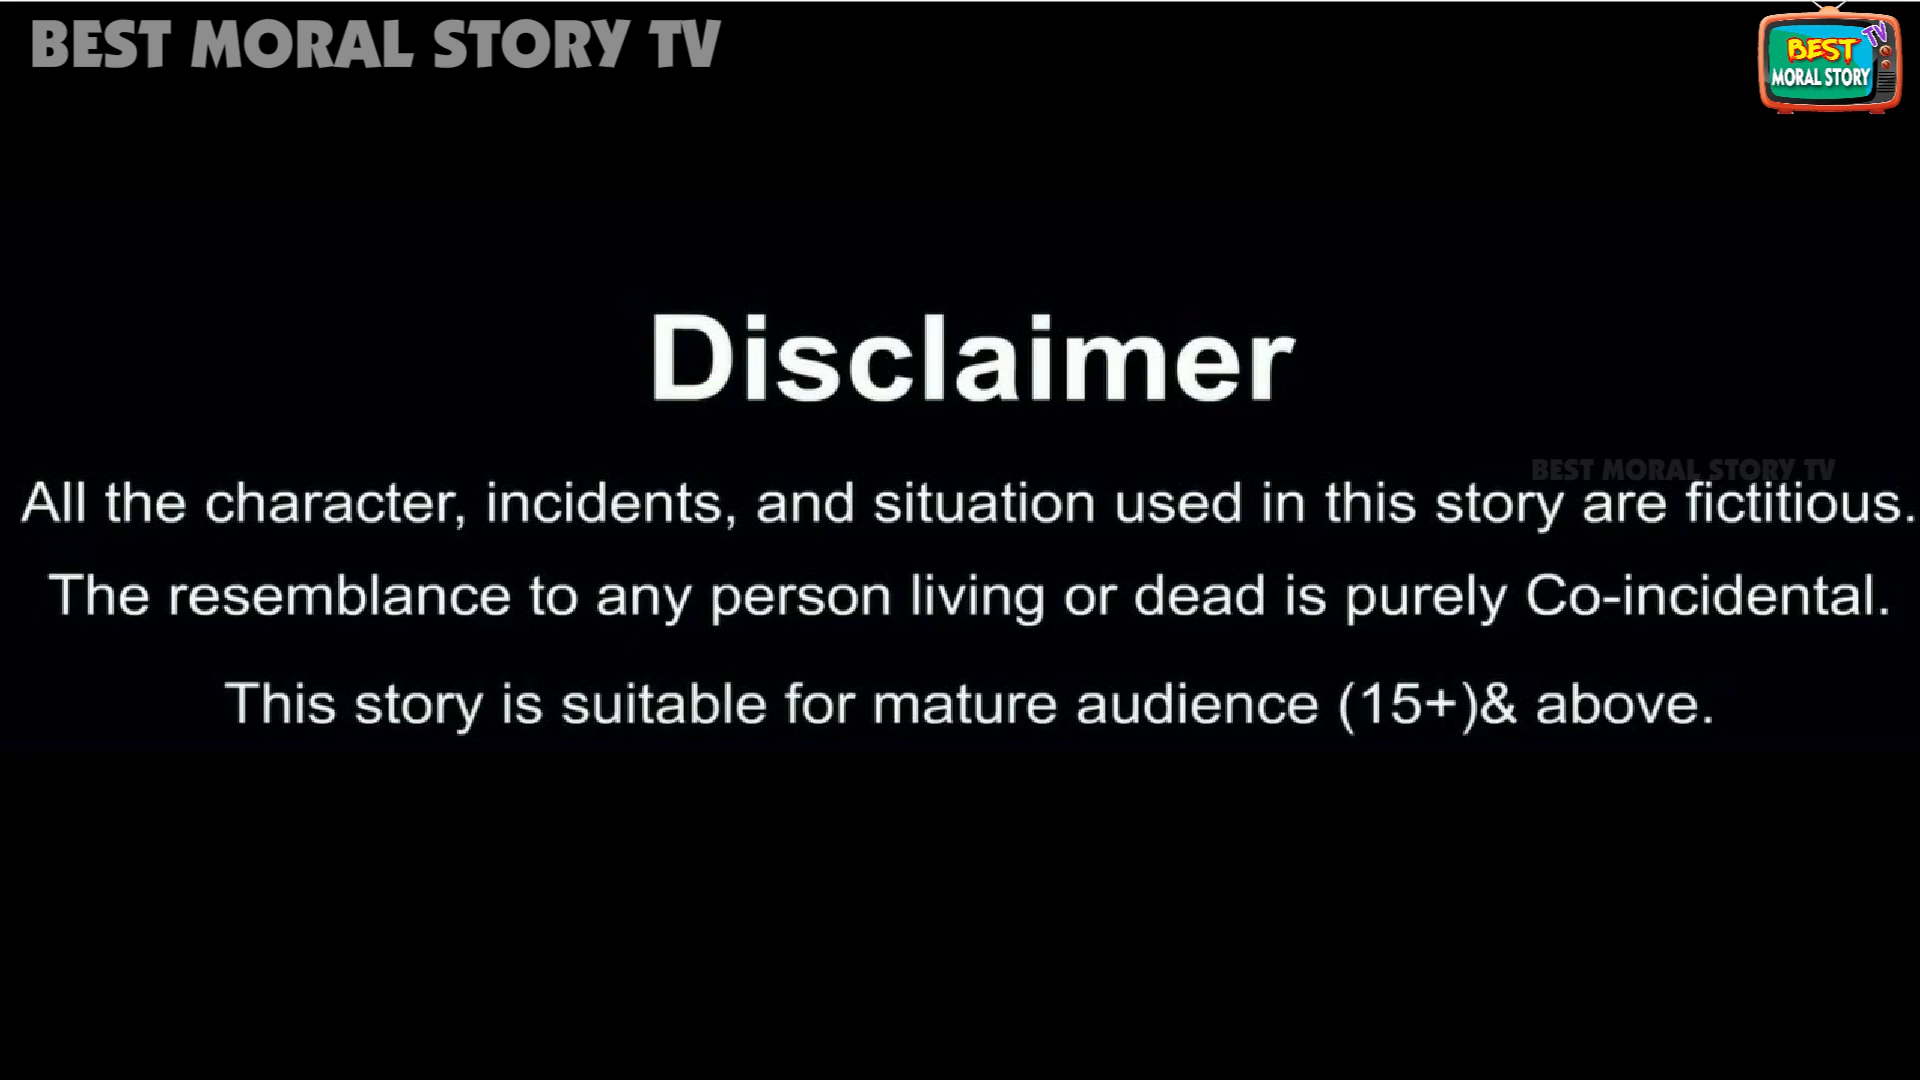 BEST MORAL STORY TV
BEST TV
MORAL STORY
Disclaimer
BEST MORAL STORY TV
All the character, incidents, and situation used in this story are fictitious.
The resemblance to any person living or dead is purely Co-incidental.
This story is suitable for mature audience (15+)& above.